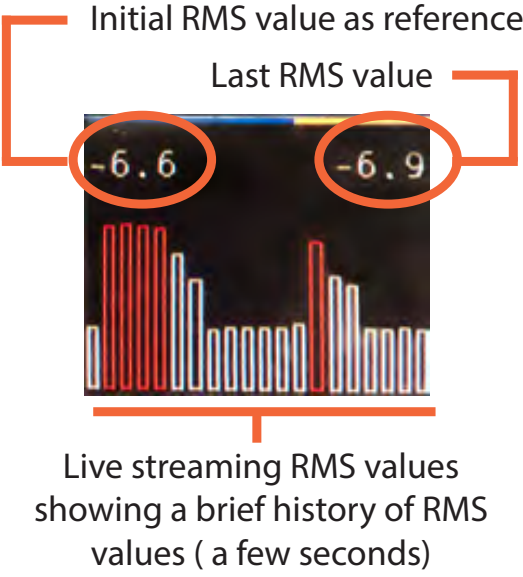 Initial RMS value as reference
Last RMS value
-6.6
-6.9
Live streaming RMS values
showing a brief history of RMS
values ( a few seconds)